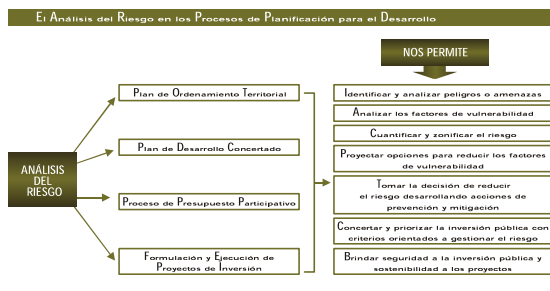 El Análisis del Riesgo en los Procesos de Planificación para el Desarrollo
NOS PERMITE
ANÁLISIS
DEL
RIESGO
Plan de Ordenamiento Territorial
Plan de Desarrollo Concertado
Proceso de Presupuesto Participativo
Formulación y Ejecución de
Proyectos de Inversión
Identificar y analizar peligros o amenazas
Analizar los factores de vulnerabilidad
Cuantificar y zonificar el riesgo
Proyectar opciones para reducir los factores
de vulnerabilidad
Tomar la decisión de reducir
el riesgo desarrollando acciones de
prevención y mitigación
Concertar y priorizar la inversión pública con
criterios orientados a gestionar el riesgo
Brindar seguridad a la inversión pública y
sostenibilidad a los proyectos